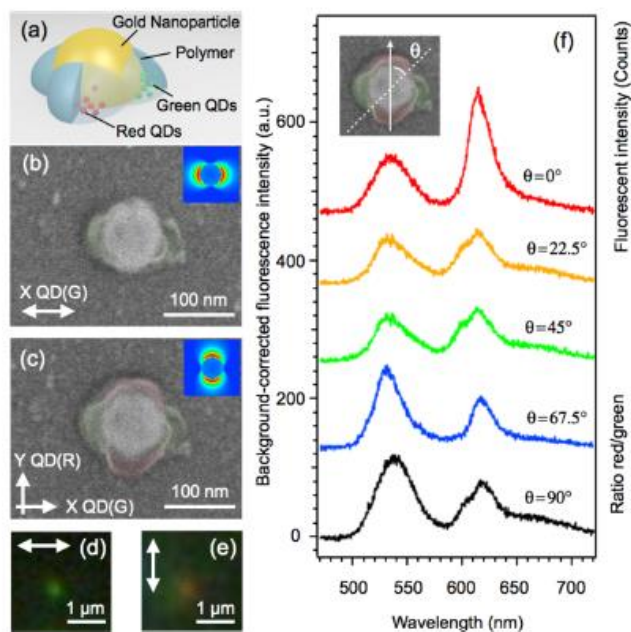 (a)
Gold Nanoparticle
Polymer
Green QDs
Red QDs
(b)
X QD(G)
100 nm
(c)
Y QD(R)
X QD(G)
100 nm
(d)
1 μm
(e)
1 μm
Background-corrected fluorescence intensity (a.u.)
600
400
200
0
(f)
θ
θ=0°
θ=22.5°
θ=45°
θ=67.5°
θ=90°
500 550 600 650 700
Wavelength (nm)
Fluorescent intensity (Counts)
Ratio red/green